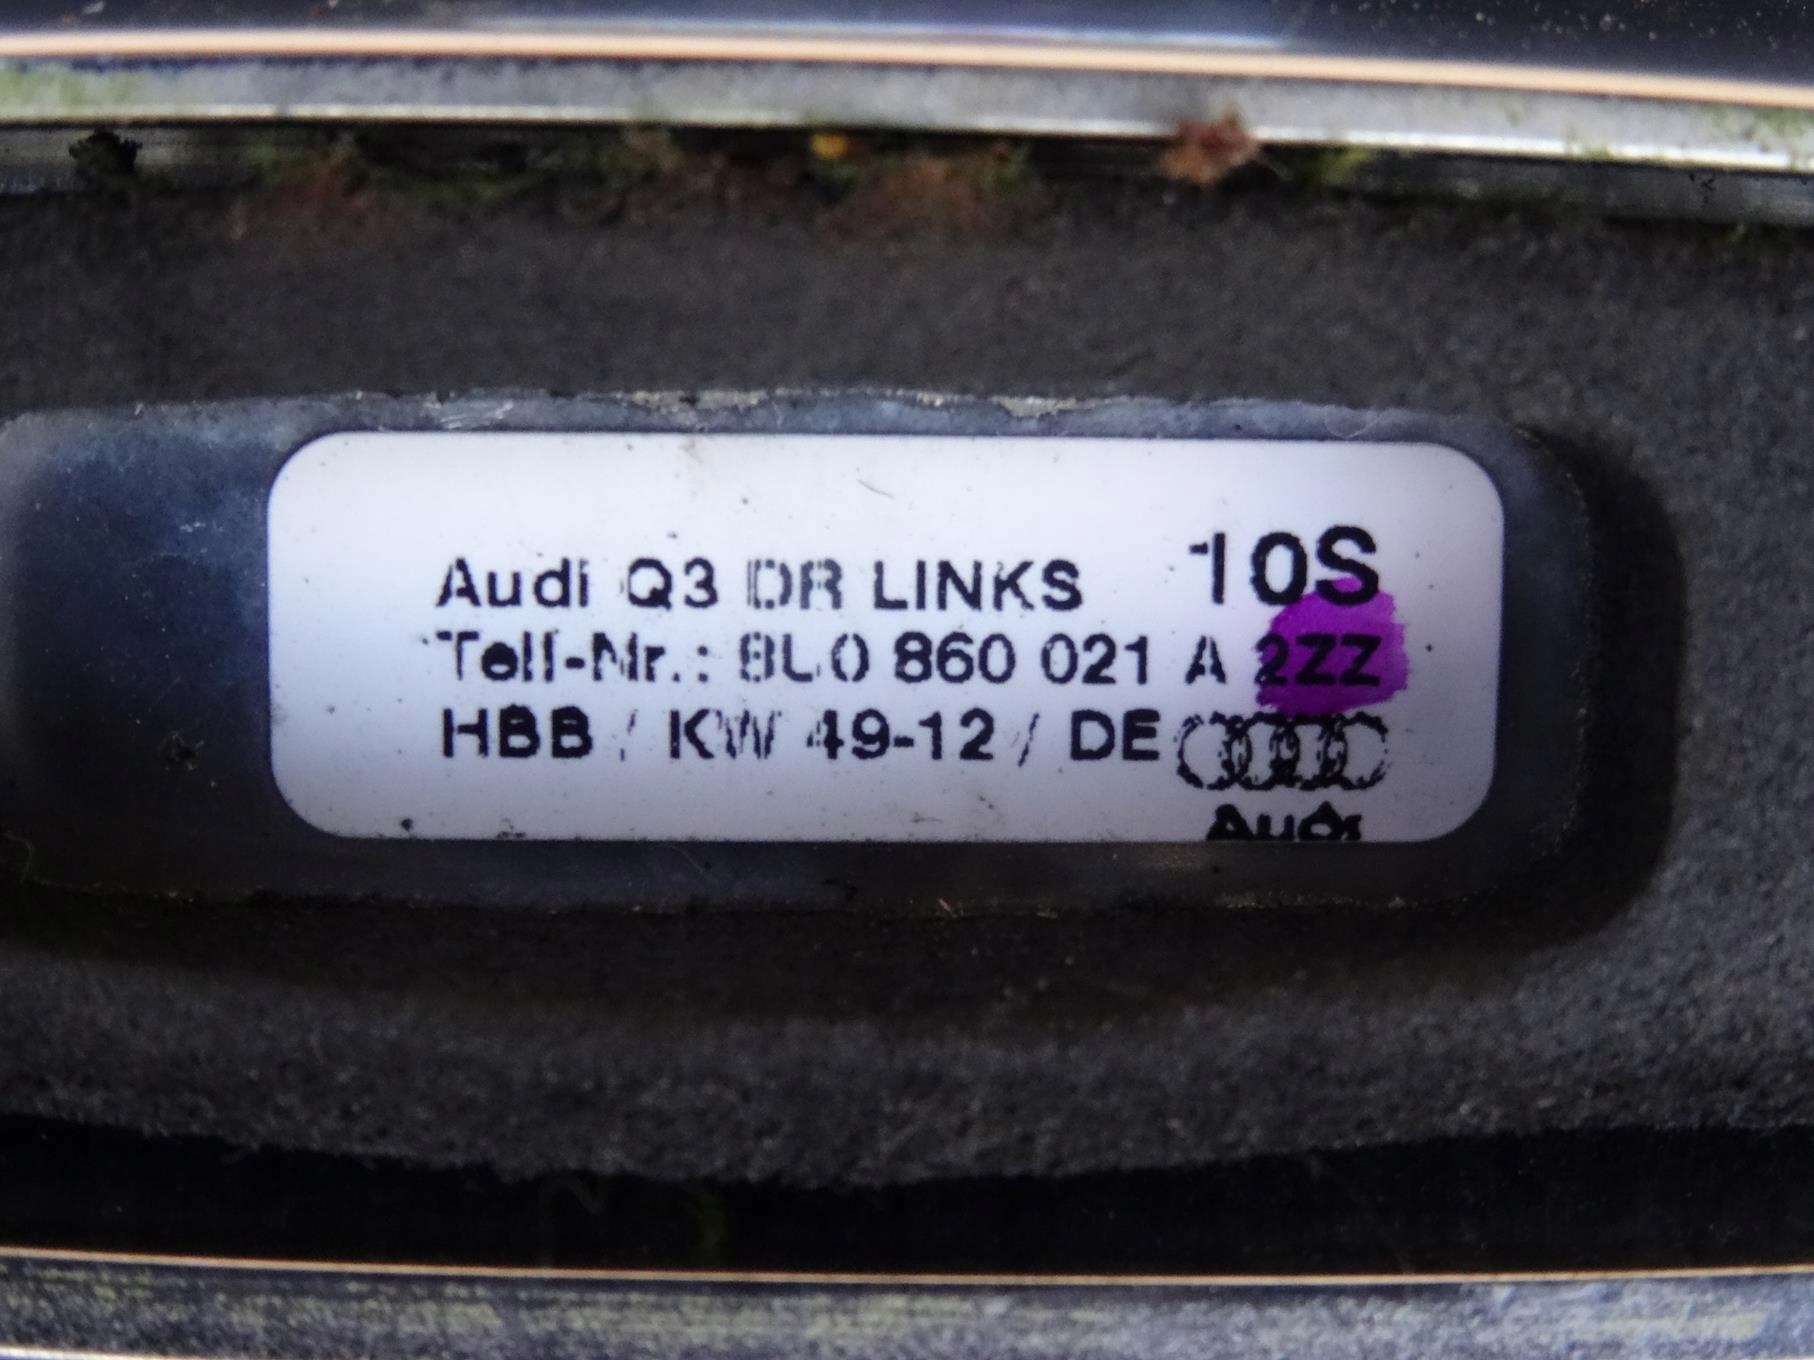 Audi Q3 DR LINKS 10S
Teil-Nr.: 8U0 860 021 A 2ZZ
HBB / KW 49-12 / DE
Audi